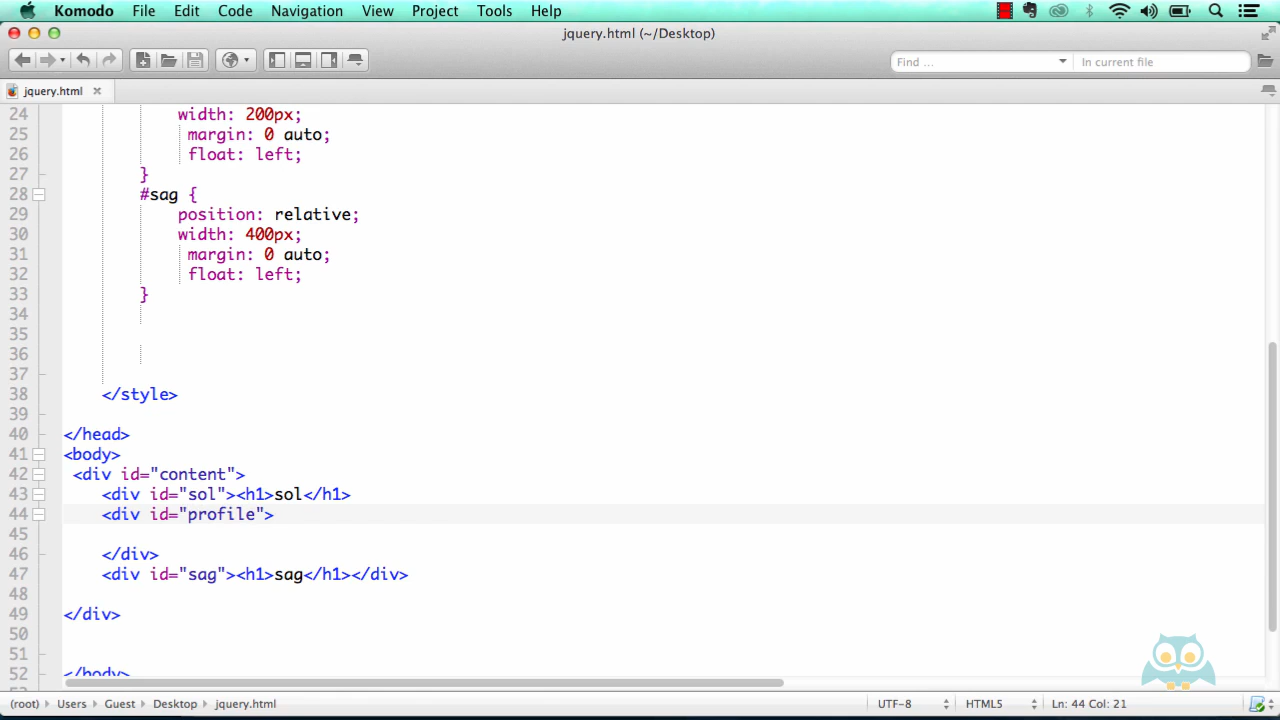 Komodo File Edit Code Navigation View Project Tools Help
jquery.html (~/Desktop)
Find ... In current file
jquery.html
24 width: 200px;
25 margin: 0 auto;
26 float: left;
27 }
28 #sag {
29 position: relative;
30 width: 400px;
31 margin: 0 auto;
32 float: left;
33 }
34
35
36
37
38 </style>
39
40 </head>
41 <body>
42 <div id="content">
43 <div id="sol"><h1>sol</h1>
44 <div id="profile">
45
46 </div>
47 <div id="sag"><h1>sag</h1></div>
48
49 </div>
50
51
52 </body>
(root) Users Guest Desktop jquery.html UTF-8 HTML5 Ln: 44 Col: 21